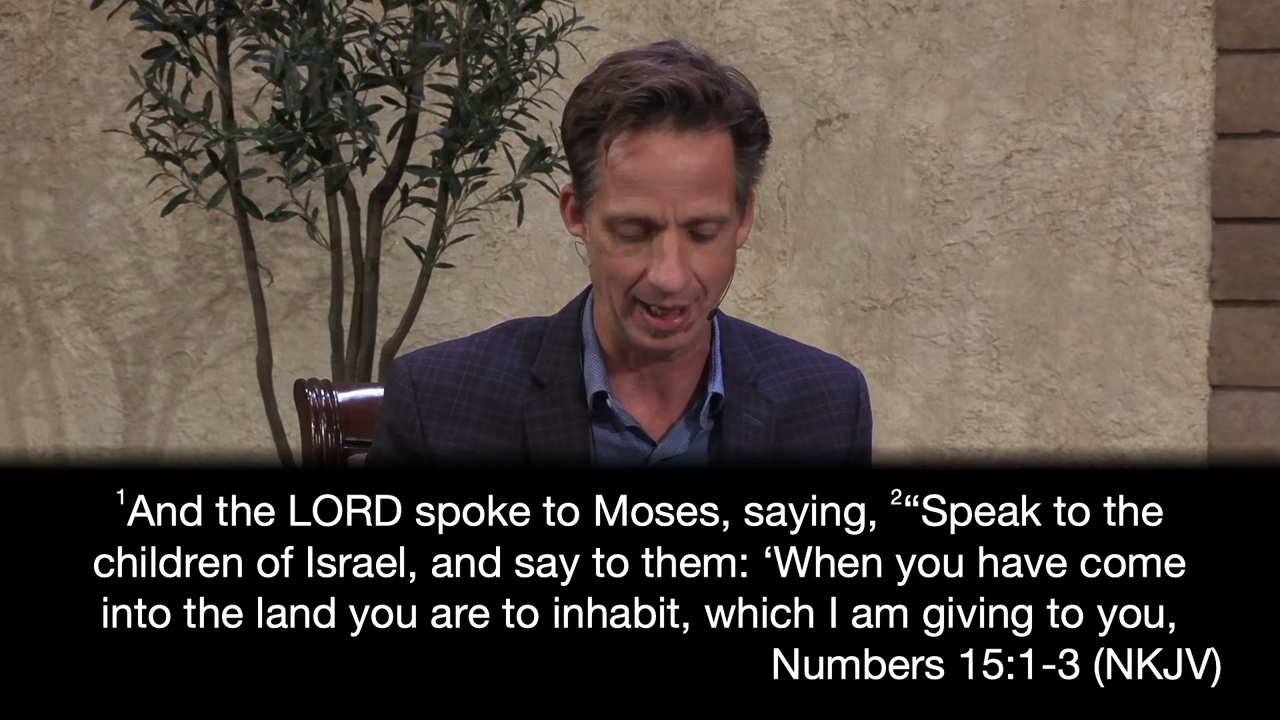 ¹And the LORD spoke to Moses, saying, ²“Speak to the
children of Israel, and say to them: ‘When you have come
into the land you are to inhabit, which I am giving to you,
Numbers 15:1-3 (NKJV)